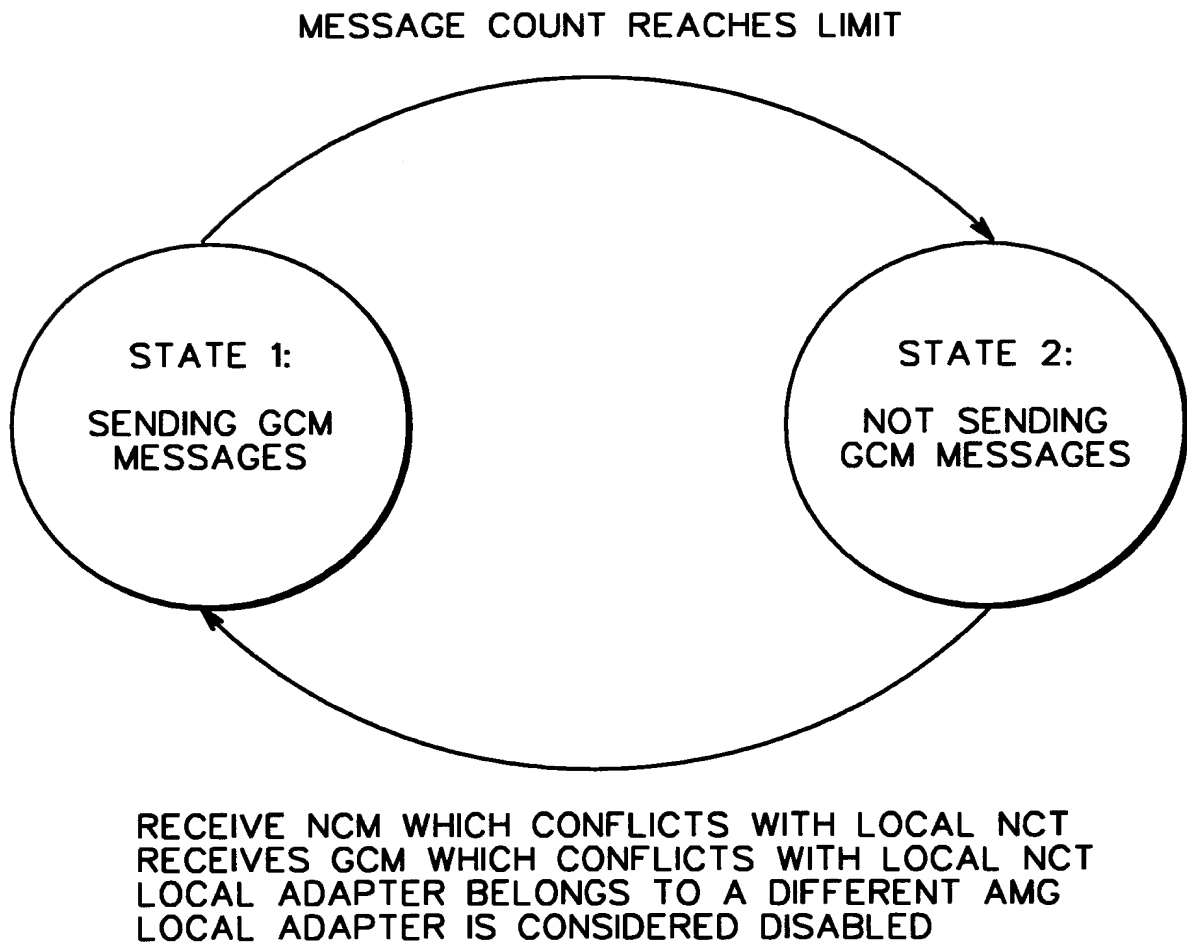 MESSAGE COUNT REACHES LIMIT
STATE 1:
SENDING GCM
MESSAGES
STATE 2:
NOT SENDING
GCM MESSAGES
RECEIVE NCM WHICH CONFLICTS WITH LOCAL NCT
RECEIVES GCM WHICH CONFLICTS WITH LOCAL NCT
LOCAL ADAPTER BELONGS TO A DIFFERENT AMG
LOCAL ADAPTER IS CONSIDERED DISABLED